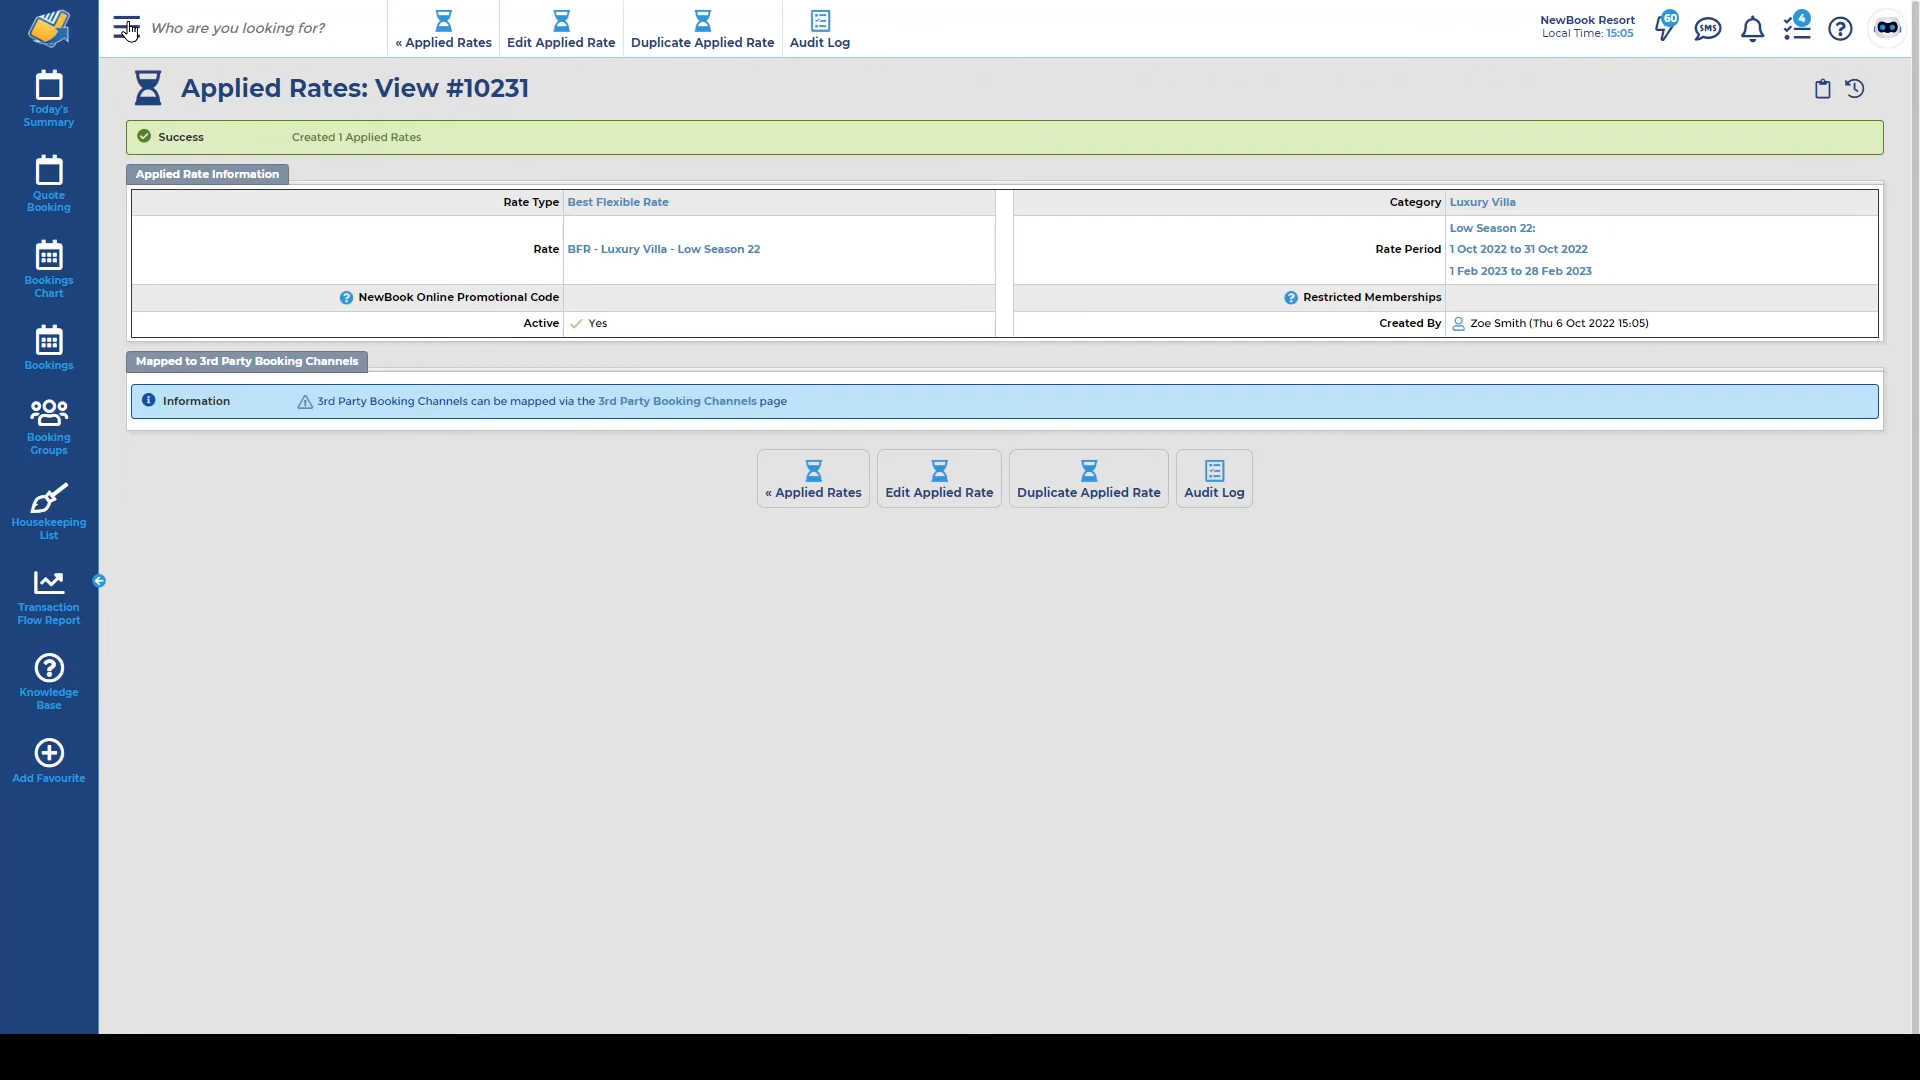 Who are you looking for?
« Applied Rates
Edit Applied Rate
Duplicate Applied Rate
Audit Log
NewBook Resort
Local Time: 15:05
60
SMS
4
Today's
Summary
Quote
Booking
Bookings
Chart
Bookings
Booking
Groups
Housekeeping
List
Transaction
Flow Report
Knowledge
Base
Add Favourite
Applied Rates: View #10231
Success Created 1 Applied Rates
Applied Rate Information
Rate Type Best Flexible Rate
Rate BFR - Luxury Villa - Low Season 22
NewBook Online Promotional Code
Active Yes
Category Luxury Villa
Rate Period Low Season 22:
1 Oct 2022 to 31 Oct 2022
1 Feb 2023 to 28 Feb 2023
Restricted Memberships
Created By Zoe Smith (Thu 6 Oct 2022 15:05)
Mapped to 3rd Party Booking Channels
Information 3rd Party Booking Channels can be mapped via the 3rd Party Booking Channels page
« Applied Rates
Edit Applied Rate
Duplicate Applied Rate
Audit Log